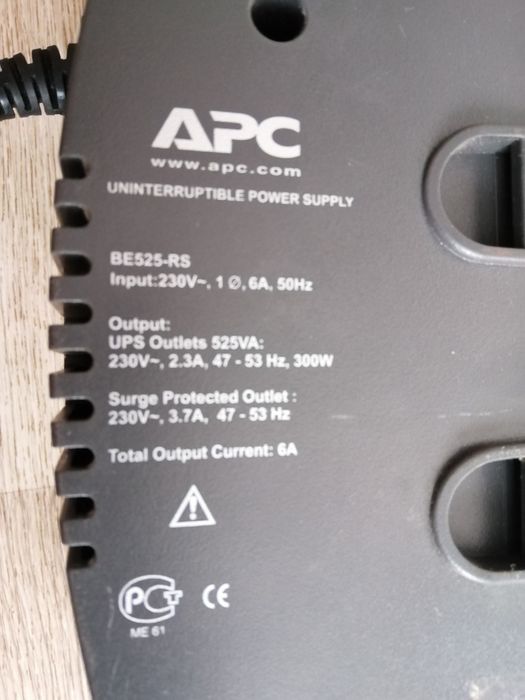 APC
www.apc.com
UNINTERRUPTIBLE POWER SUPPLY
BE525-RS
Input:230V~, 1 Ø, 6A, 50Hz
Output:
UPS Outlets 525VA:
230V~, 2.3A, 47 - 53 Hz, 300W
Surge Protected Outlet :
230V~, 3.7A, 47 - 53 Hz
Total Output Current: 6A
РСТ CE
ME 61